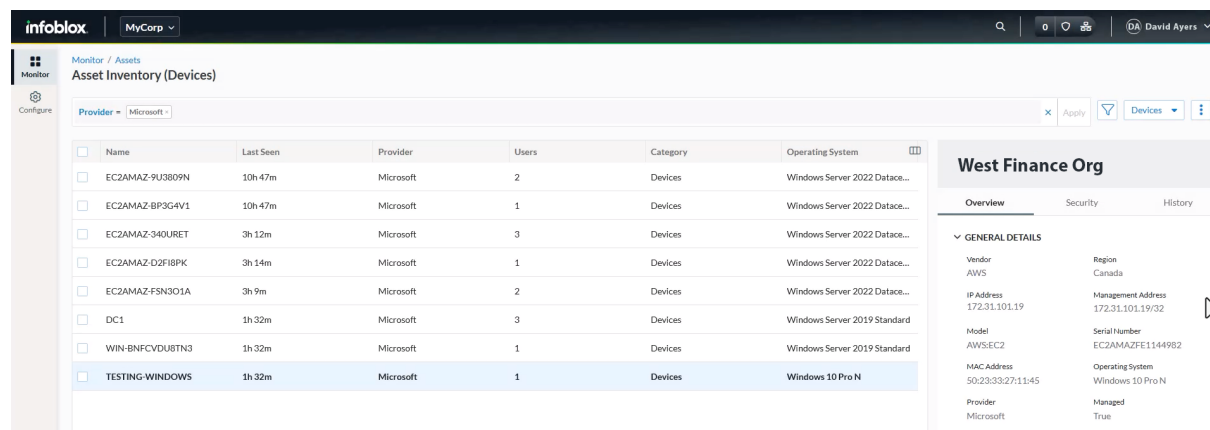 infoblox. MyCorp 0 DA David Ayers
Monitor
Configure
Monitor / Assets
Asset Inventory (Devices)
Provider = Microsoft × × Apply Devices
Name Last Seen Provider Users Category Operating System
EC2AMAZ-9U3809N 10h 47m Microsoft 2 Devices Windows Server 2022 Datace...
EC2AMAZ-BP3G4V1 10h 47m Microsoft 1 Devices Windows Server 2022 Datace...
EC2AMAZ-340URET 3h 12m Microsoft 3 Devices Windows Server 2022 Datace...
EC2AMAZ-D2FI8PK 3h 14m Microsoft 1 Devices Windows Server 2022 Datace...
EC2AMAZ-FSN3O1A 3h 9m Microsoft 2 Devices Windows Server 2022 Datace...
DC1 1h 32m Microsoft 3 Devices Windows Server 2019 Standard
WIN-BNFCVDU8TN3 1h 32m Microsoft 1 Devices Windows Server 2019 Standard
TESTING-WINDOWS 1h 32m Microsoft 1 Devices Windows 10 Pro N
West Finance Org
Overview Security History
GENERAL DETAILS
Vendor Region
AWS Canada
IP Address Management Address
172.31.101.19 172.31.101.19/32
Model Serial Number
AWS:EC2 EC2AMAZFE1144982
MAC Address Operating System
50:23:33:27:11:45 Windows 10 Pro N
Provider Managed
Microsoft True